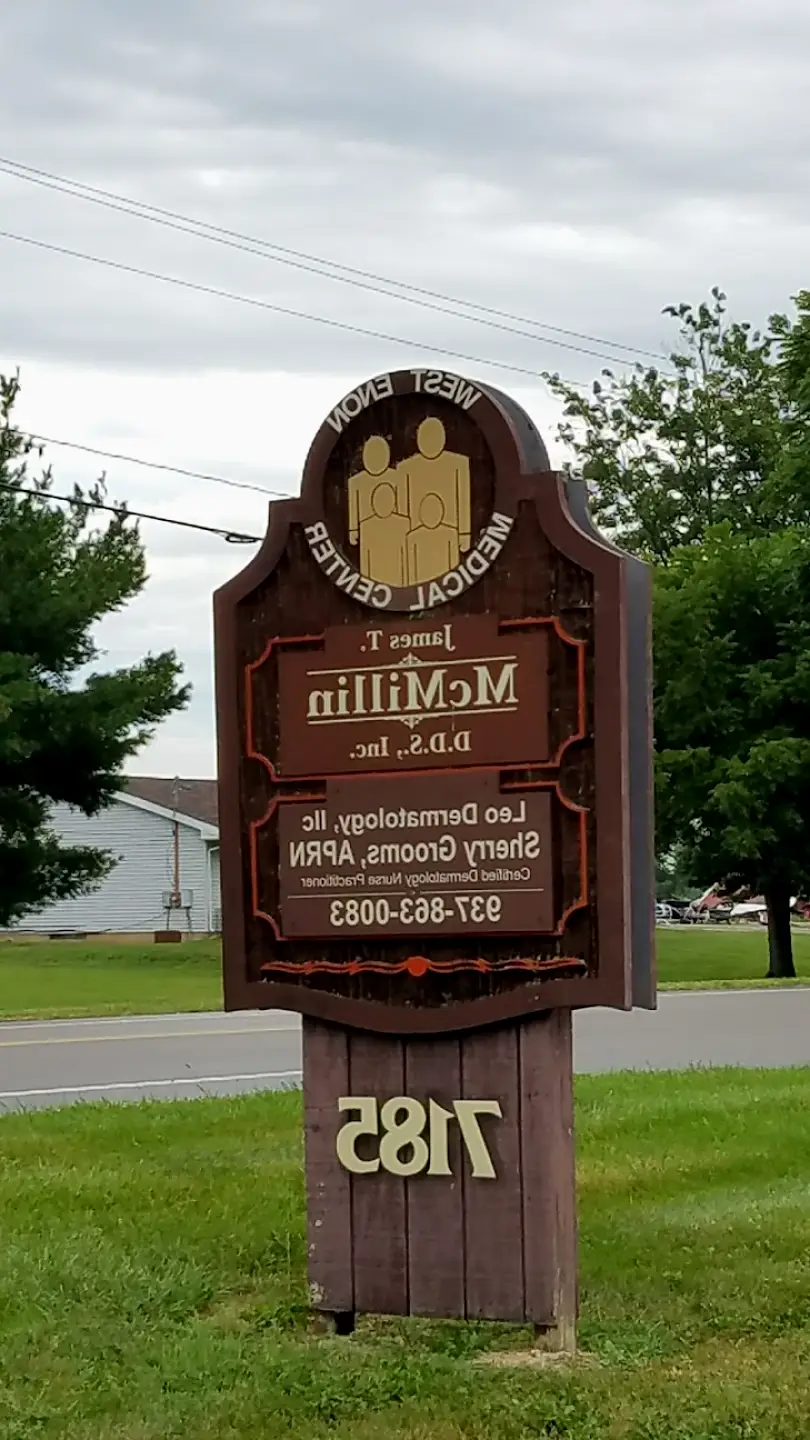 WEST ENON
MEDICAL CENTER
James T.
McMillin
D.D.S., Inc.
Leo Dermatology, llc
Sherry Grooms, APRN
Certified Dermatology Nurse Practitioner
937-863-0083
7185